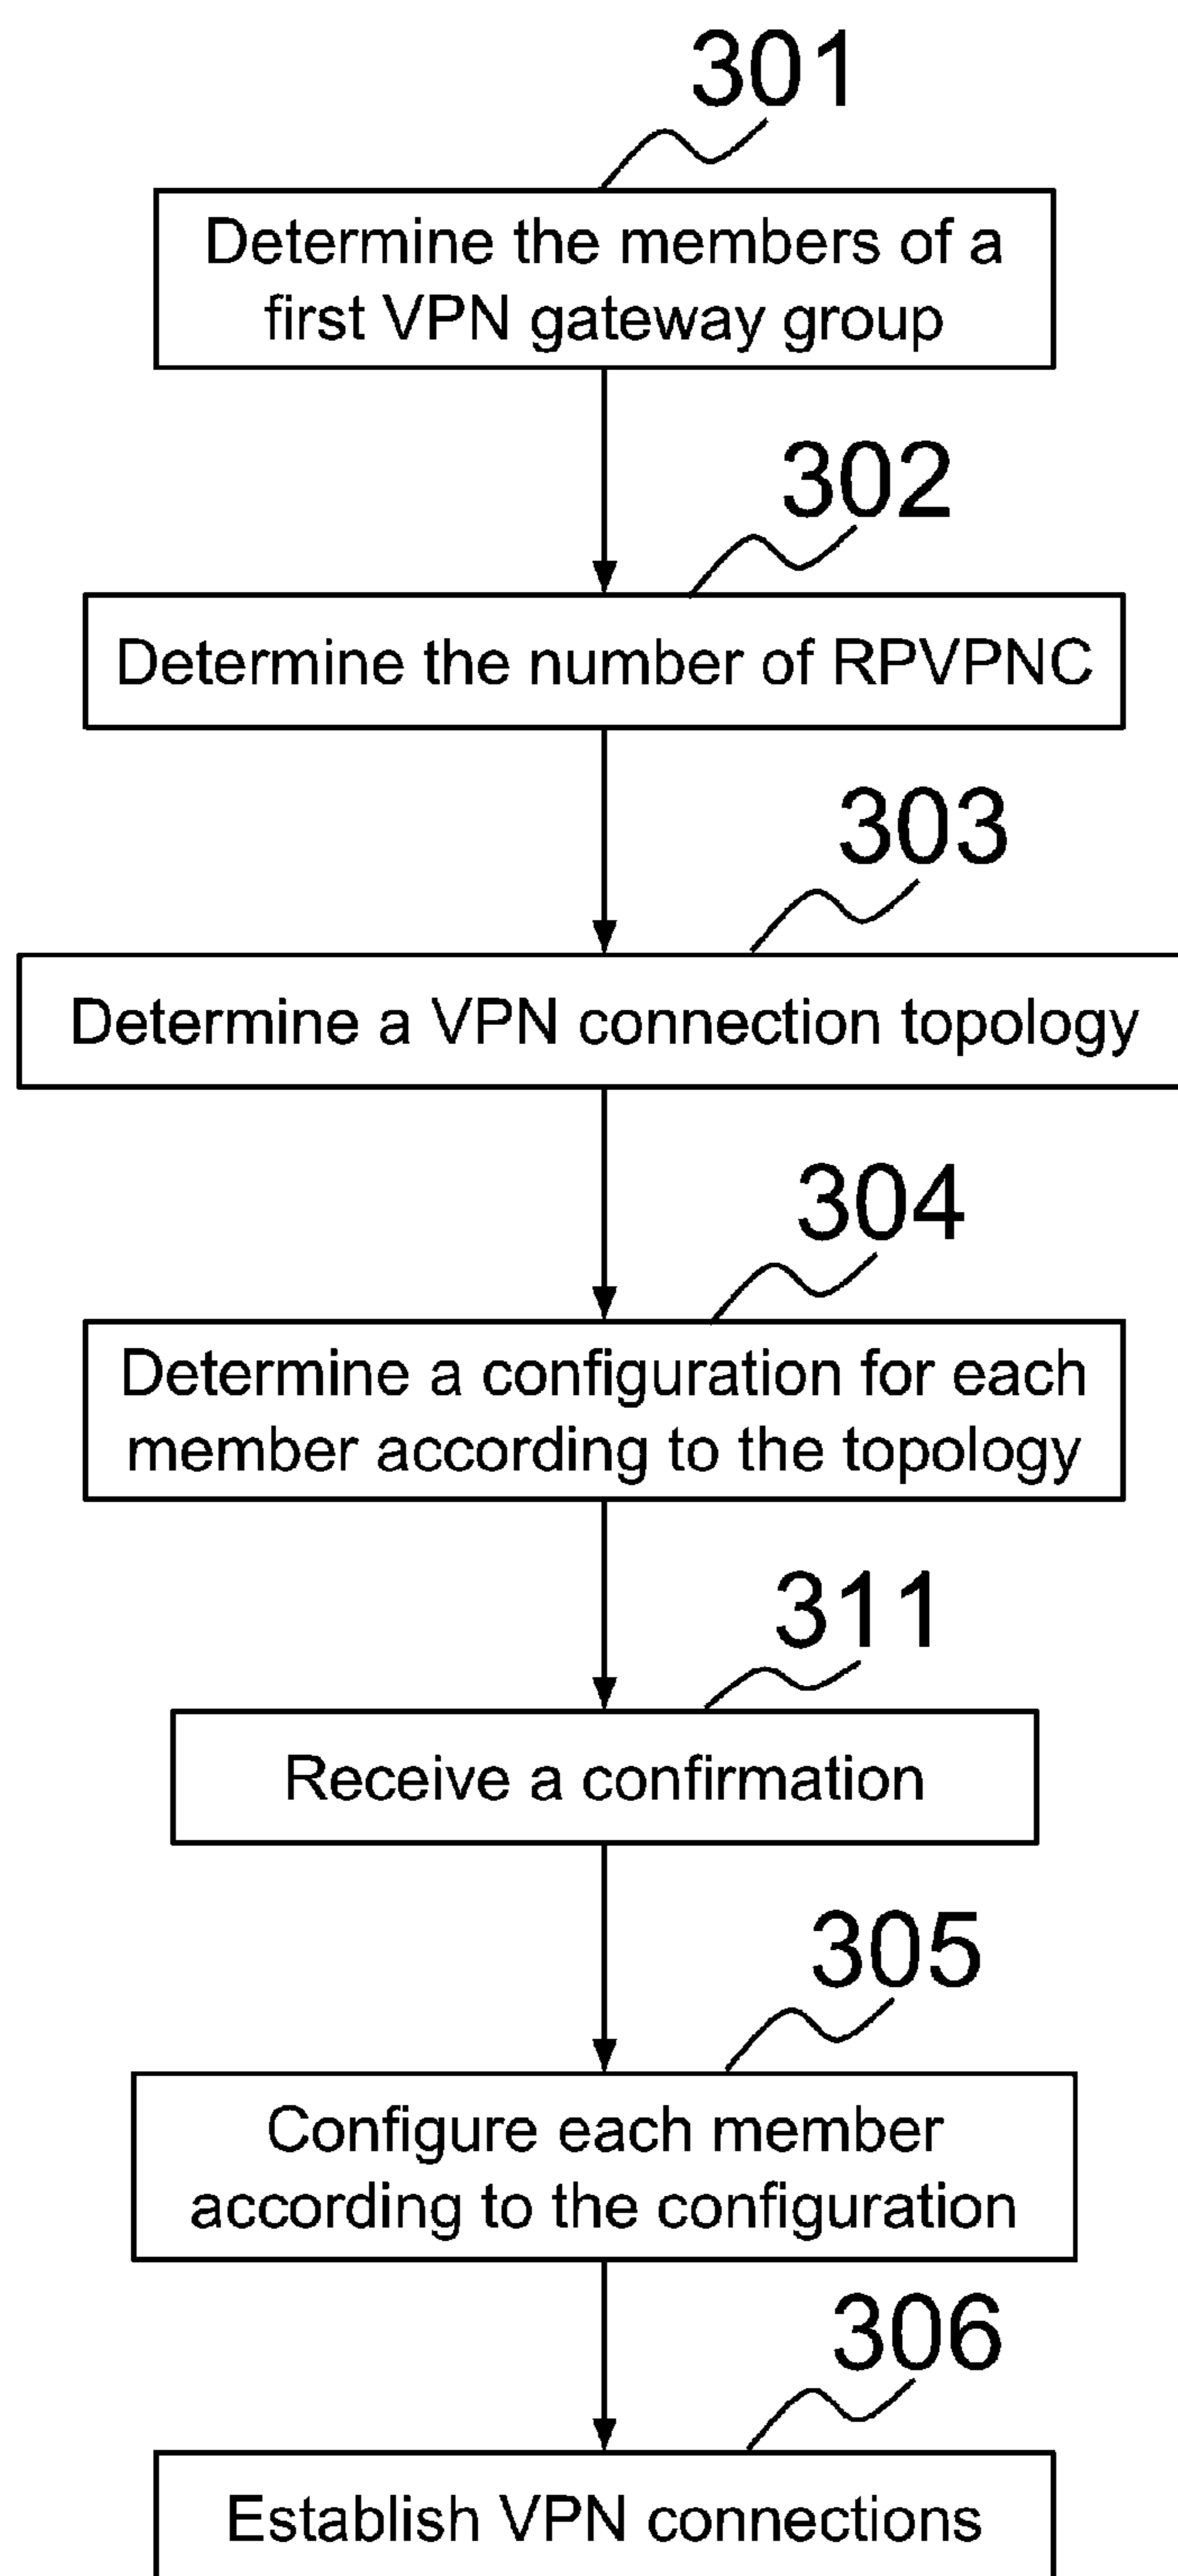 301
Determine the members of a
first VPN gateway group
302
Determine the number of RPVPNC
303
Determine a VPN connection topology
304
Determine a configuration for each
member according to the topology
311
Receive a confirmation
305
Configure each member
according to the configuration
306
Establish VPN connections